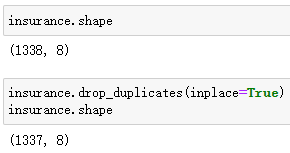 insurance.shape
(1338, 8)
insurance.drop_duplicates(inplace=True)
insurance.shape
(1337, 8)